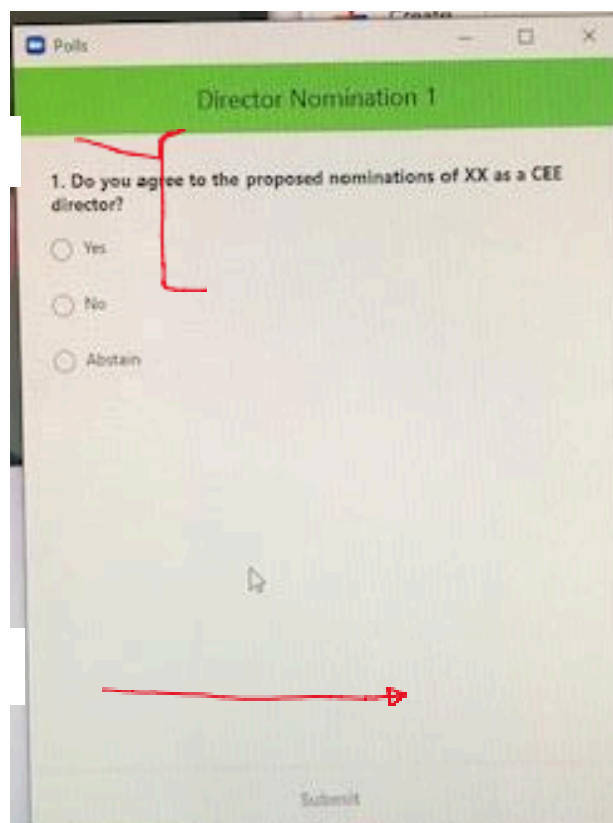 Create
Polls
Director Nomination 1
1. Do you agree to the proposed nominations of XX as a CEE
director?
Yes
No
Abstain
Submit